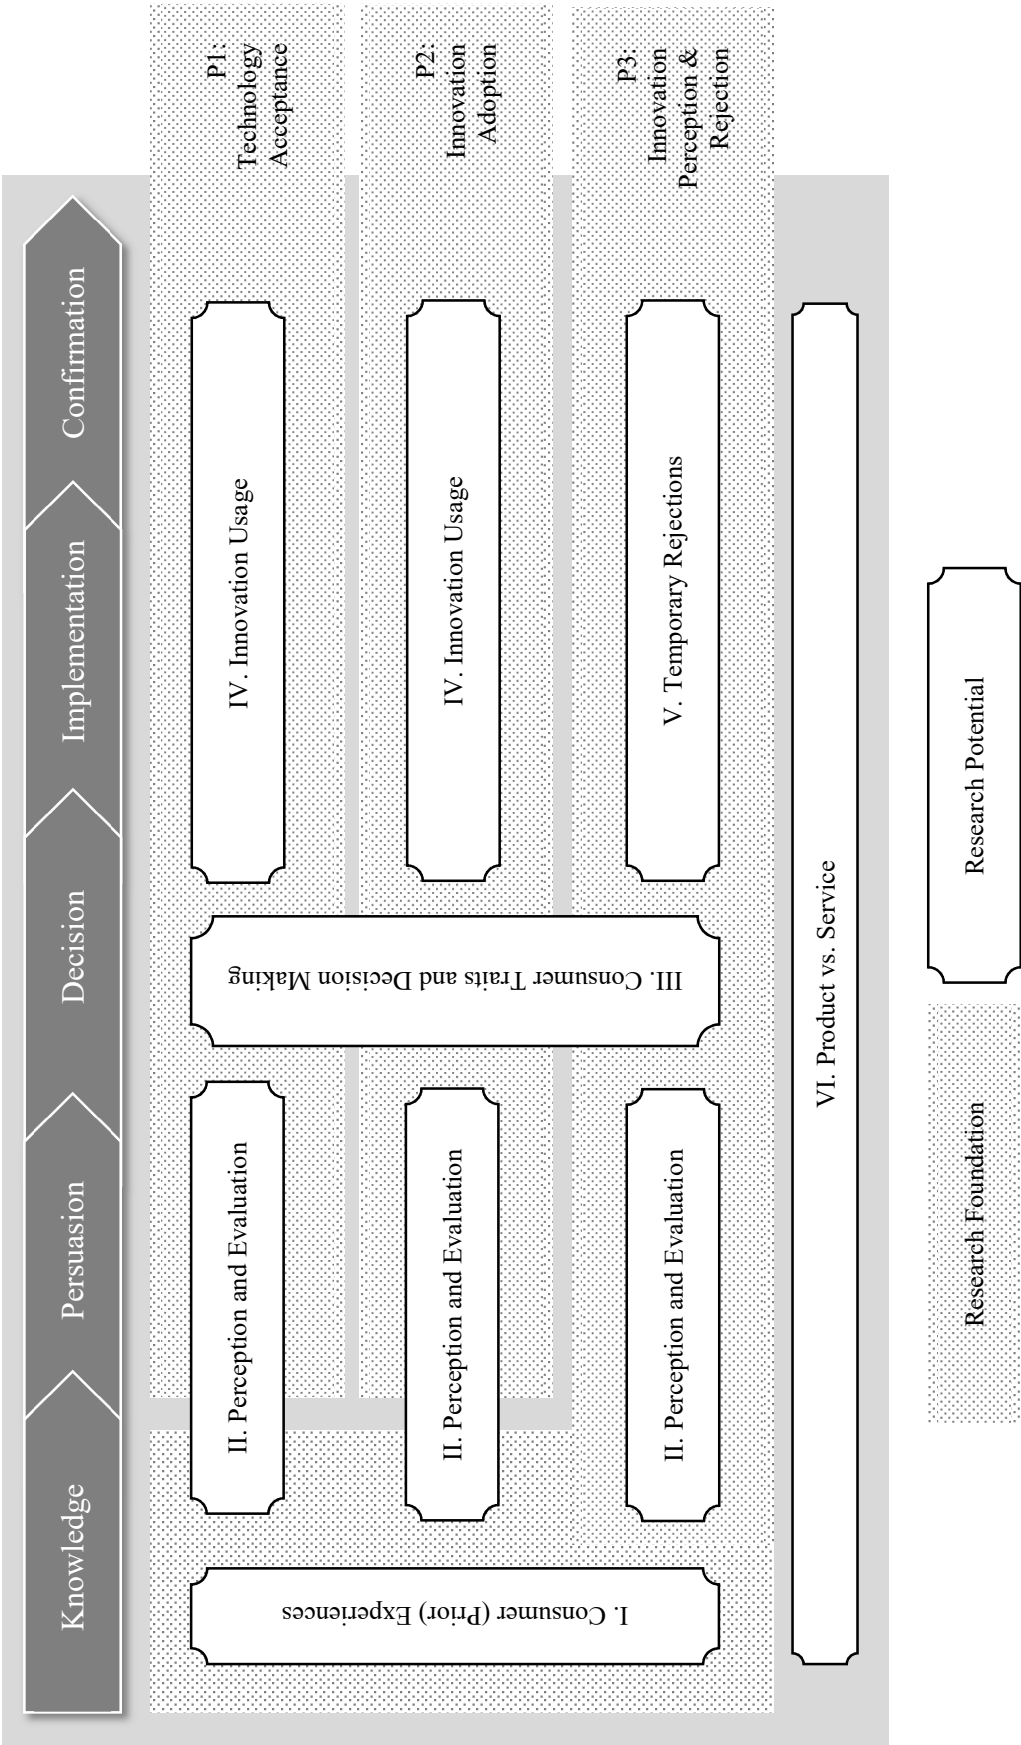 Knowledge
Persuasion
Decision
Implementation
Confirmation
P1:
Technology
Acceptance
P2:
Innovation
Adoption
P3:
Innovation
Perception &
Rejection
I. Consumer (Prior) Experiences
II. Perception and Evaluation
II. Perception and Evaluation
II. Perception and Evaluation
III. Consumer Traits and Decision Making
IV. Innovation Usage
IV. Innovation Usage
V. Temporary Rejections
VI. Product vs. Service
Research Foundation
Research Potential